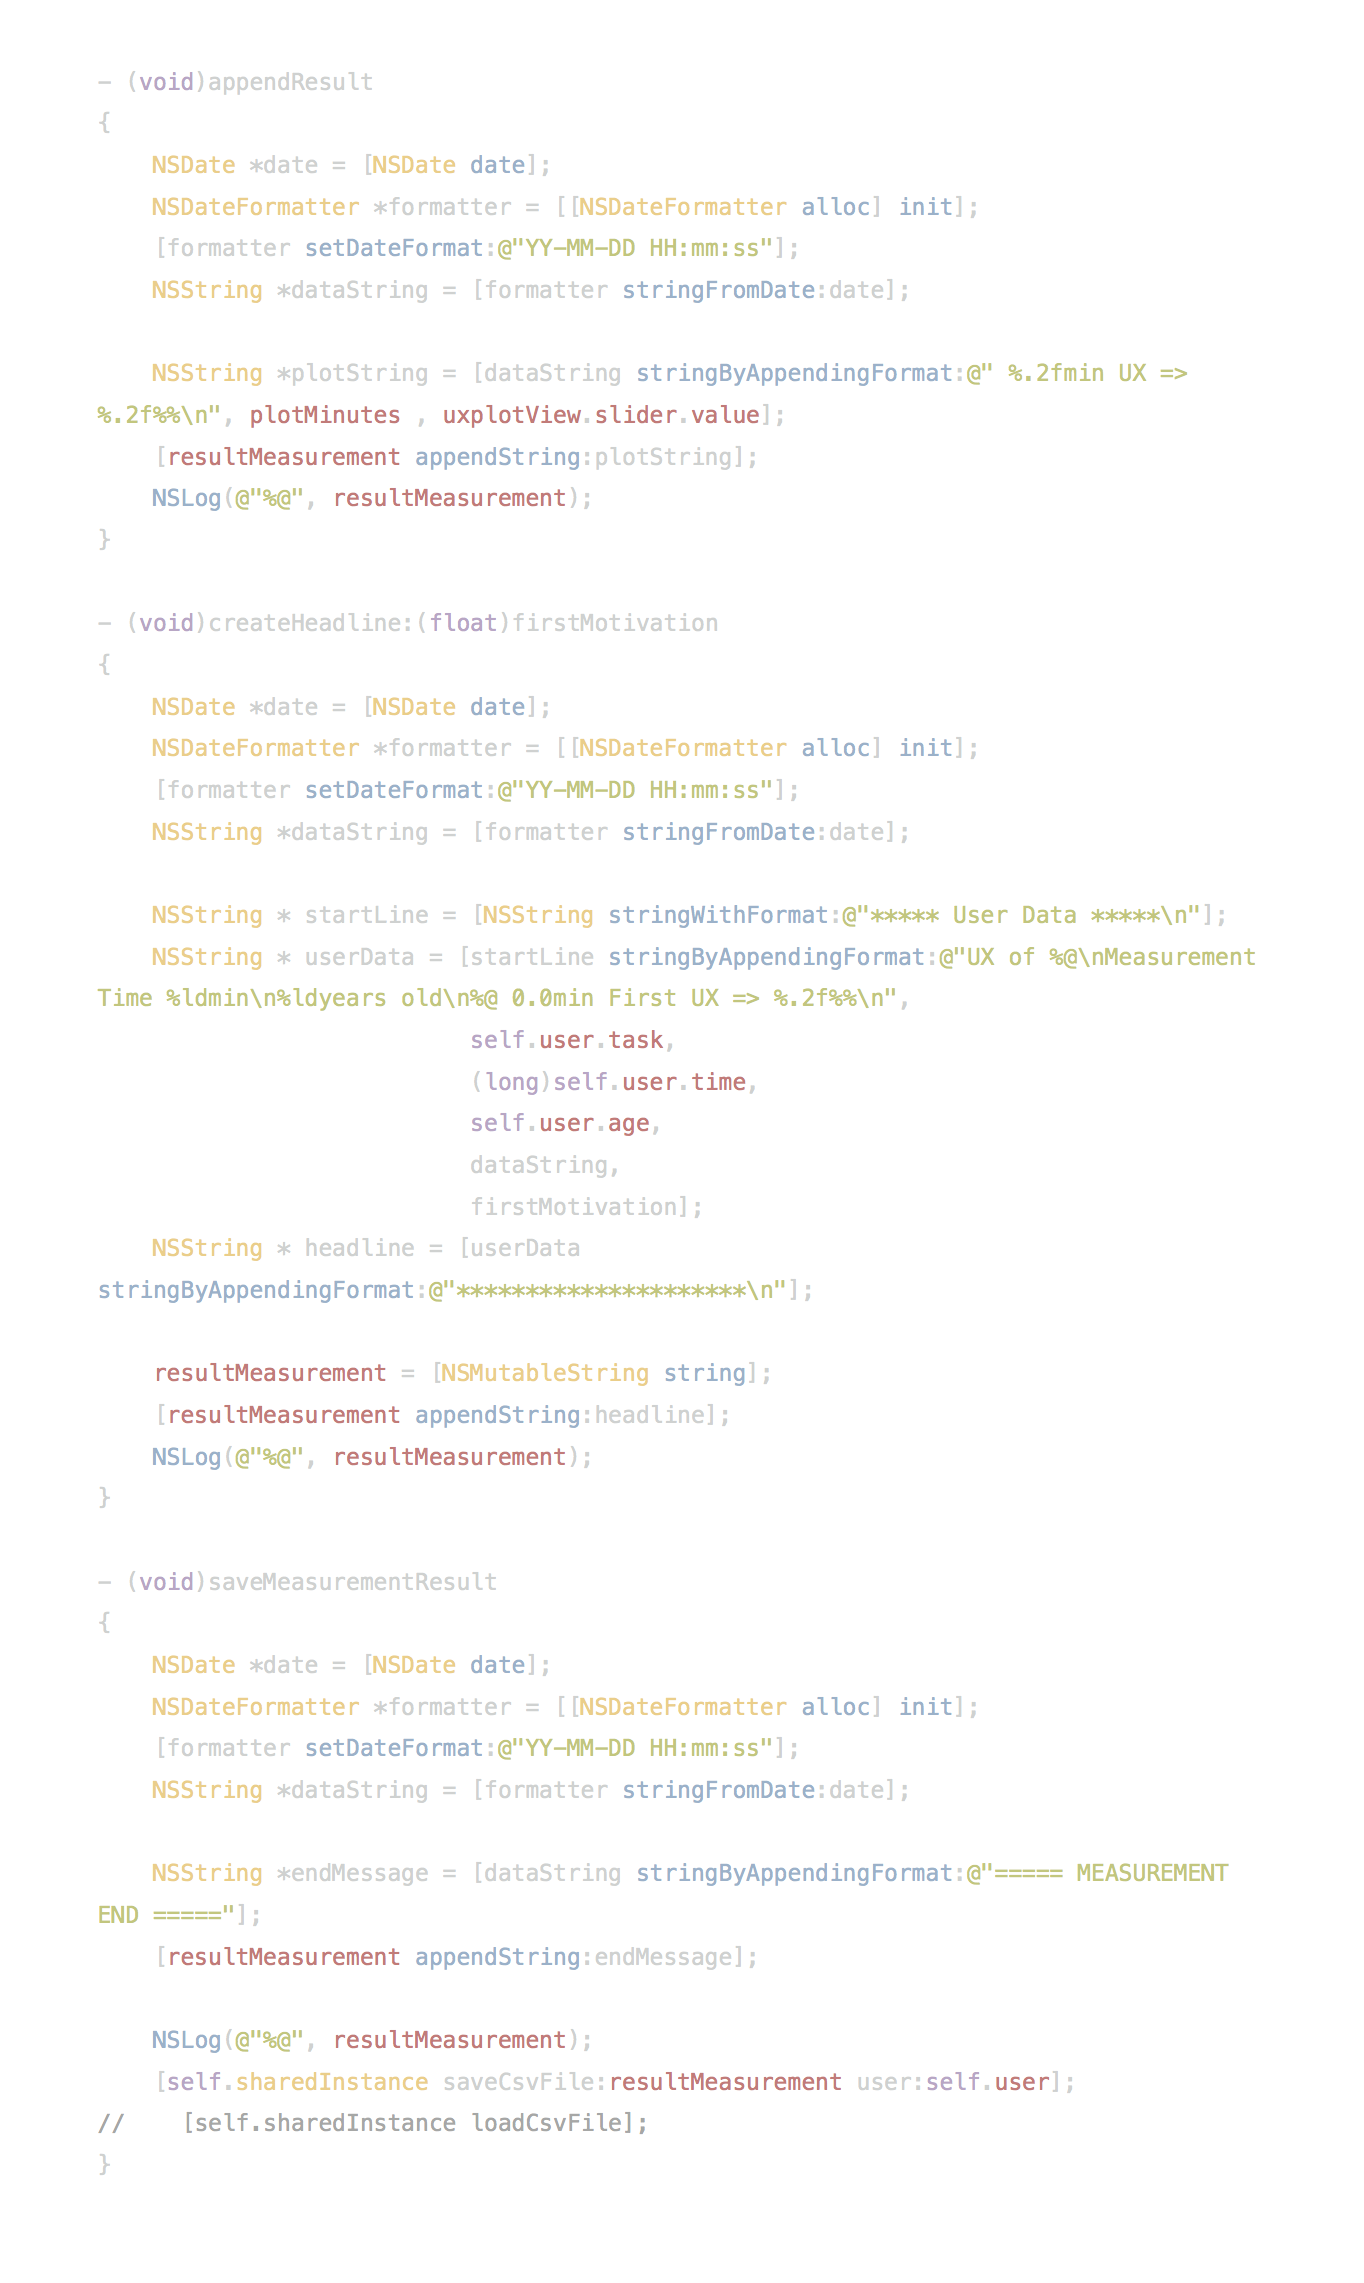 - (void)appendResult
{
    NSDate *date = [NSDate date];
    NSDateFormatter *formatter = [[NSDateFormatter alloc] init];
    [formatter setDateFormat:@"YY-MM-DD HH:mm:ss"];
    NSString *dataString = [formatter stringFromDate:date];

    NSString *plotString = [dataString stringByAppendingFormat:@" %.2fmin UX =>
%.2f%%\n", plotMinutes , uxplotView.slider.value];
    [resultMeasurement appendString:plotString];
    NSLog(@"%@", resultMeasurement);
}

- (void)createHeadline:(float)firstMotivation
{
    NSDate *date = [NSDate date];
    NSDateFormatter *formatter = [[NSDateFormatter alloc] init];
    [formatter setDateFormat:@"YY-MM-DD HH:mm:ss"];
    NSString *dataString = [formatter stringFromDate:date];

    NSString * startLine = [NSString stringWithFormat:@"***** User Data *****\n"];
    NSString * userData = [startLine stringByAppendingFormat:@"UX of %@\nMeasurement
Time %ldmin\n%ldyears old\n%@ 0.0min First UX => %.2f%%\n",
                           self.user.task,
                           (long)self.user.time,
                           self.user.age,
                           dataString,
                           firstMotivation];
    NSString * headline = [userData
stringByAppendingFormat:@"*********************\n"];

    resultMeasurement = [NSMutableString string];
    [resultMeasurement appendString:headline];
    NSLog(@"%@", resultMeasurement);
}

- (void)saveMeasurementResult
{
    NSDate *date = [NSDate date];
    NSDateFormatter *formatter = [[NSDateFormatter alloc] init];
    [formatter setDateFormat:@"YY-MM-DD HH:mm:ss"];
    NSString *dataString = [formatter stringFromDate:date];

    NSString *endMessage = [dataString stringByAppendingFormat:@"===== MEASUREMENT
END ====="];
    [resultMeasurement appendString:endMessage];

    NSLog(@"%@", resultMeasurement);
    [self.sharedInstance saveCsvFile:resultMeasurement user:self.user];
//    [self.sharedInstance loadCsvFile];
}